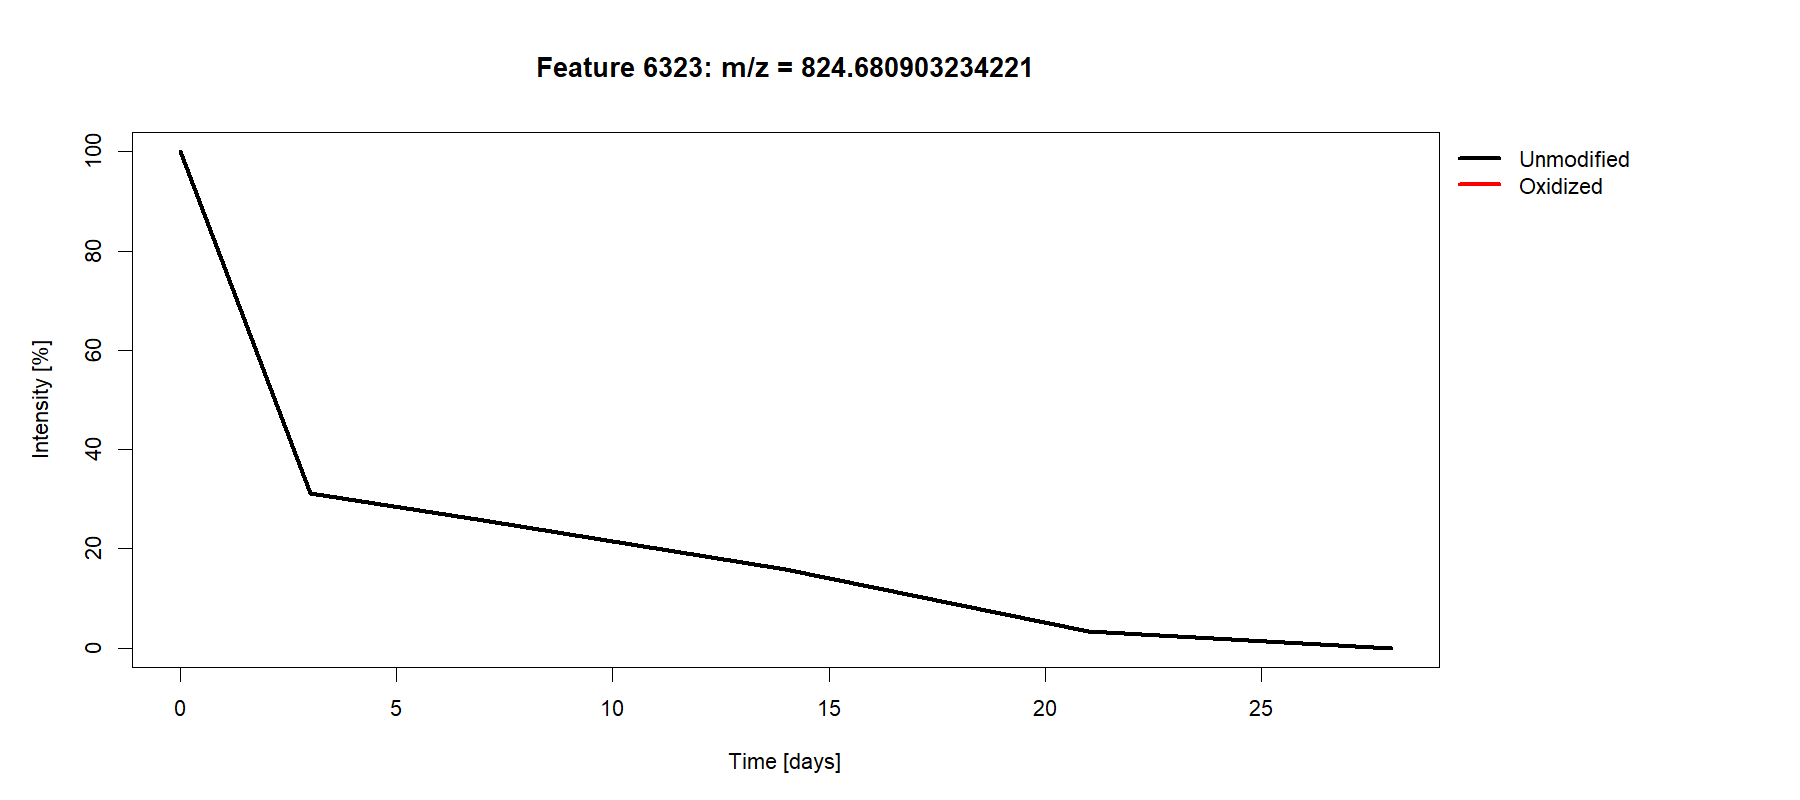 Feature 6323: m/z = 824.680903234221
Unmodified
Oxidized
Intensity [%]
100
80
60
40
20
0
0 5 10 15 20 25
Time [days]